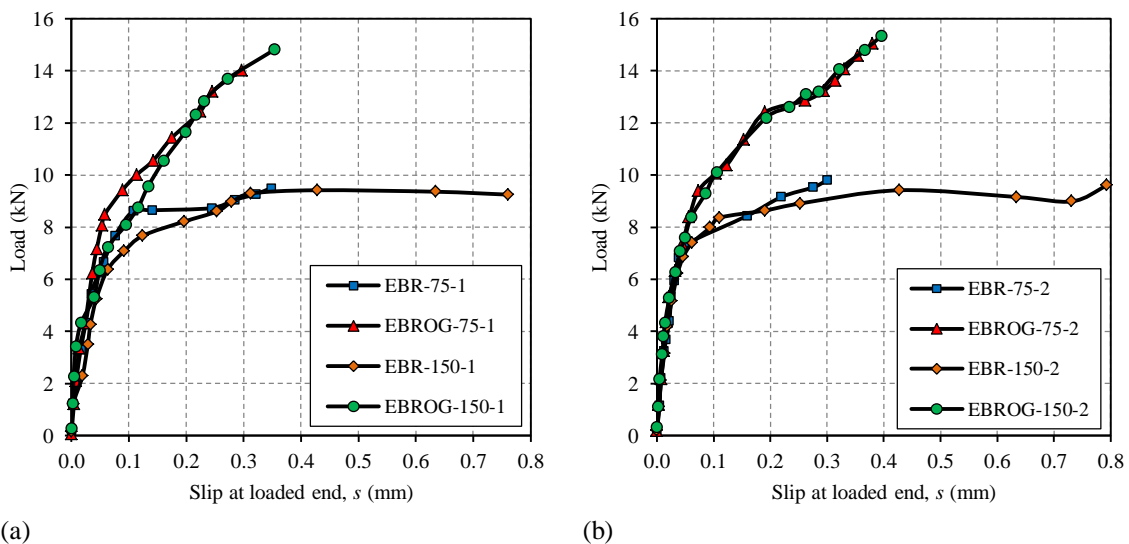 16
14
12
10
8
6
4
2
0
Load (kN)
EBR-75-1
EBROG-75-1
EBR-150-1
EBROG-150-1
0.0 0.1 0.2 0.3 0.4 0.5 0.6 0.7 0.8
Slip at loaded end, s (mm)
(a)
16
14
12
10
8
6
4
2
0
Load (kN)
EBR-75-2
EBROG-75-2
EBR-150-2
EBROG-150-2
0.0 0.1 0.2 0.3 0.4 0.5 0.6 0.7 0.8
Slip at loaded end, s (mm)
(b)